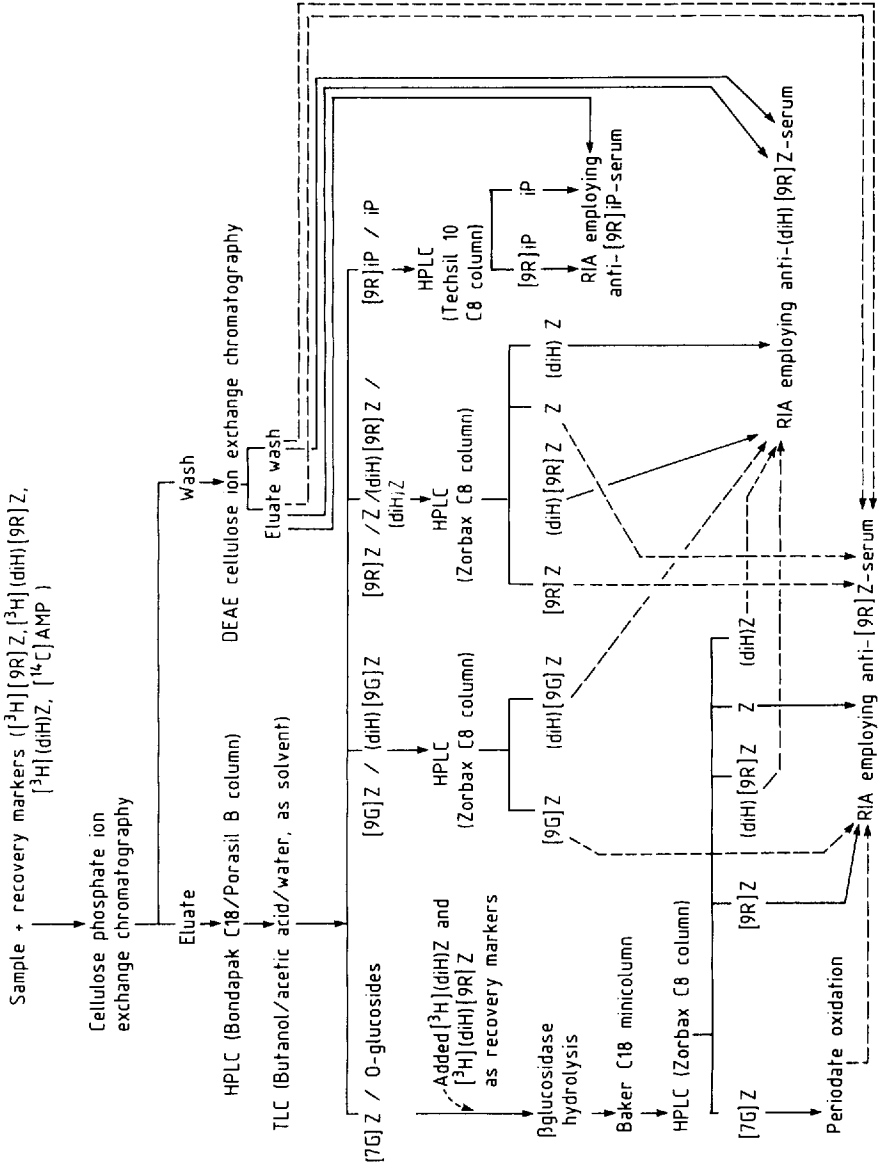 Sample + recovery markers ([³H][9R]Z,[³H](diH)[9R]Z,
[³H](diH)Z, [¹⁴C]AMP )
Cellulose phosphate ion
exchange chromatography
Eluate
Wash
HPLC (Bondapak C18/Porasil B column)
DEAE cellulose ion exchange chromatography
TLC (Butanol/acetic acid/water, as solvent)
Eluate wash
[7G]Z / O-glucosides
[9G]Z / (diH)[9G]Z
[9R]Z /Z /(diH)[9R]Z /
(diH)Z
[9R]iP / iP
Added[³H](diH)Z and
[³H](diH)[9R]Z
as recovery markers
HPLC
(Zorbax C8 column)
HPLC
(Zorbax C8 column)
HPLC
(Techsil 10
C8 column)
[9G]Z
(diH)[9G]Z
[9R]Z
(diH)[9R]Z
Z
(diH) Z
[9R]iP
iP
βglucosidase
hydrolysis
RIA employing
anti-[9R]iP-serum
Baker C18 minicolumn
HPLC (Zorbax C8 column)
[7G]Z
[9R]Z
(diH)[9R]Z
Z
(diH)Z
RIA employing anti-(diH)[9R]Z-serum
Periodate oxidation
RIA employing anti-[9R]Z-serum